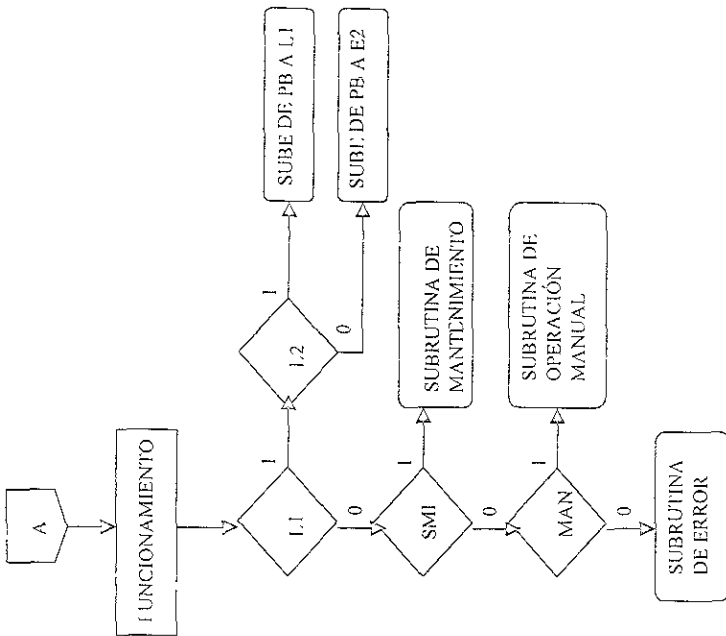 A
FUNCIONAMIENTO
L1
1
0
L2
1
0
SUBE DE PB A L1
SUBE DE PB A E2
SMI
1
0
SUBRUTINA DE
MANTENIMIENTO
MAN
1
0
SUBRUTINA DE
OPERACIÓN
MANUAL
SUBRUTINA
DE ERROR